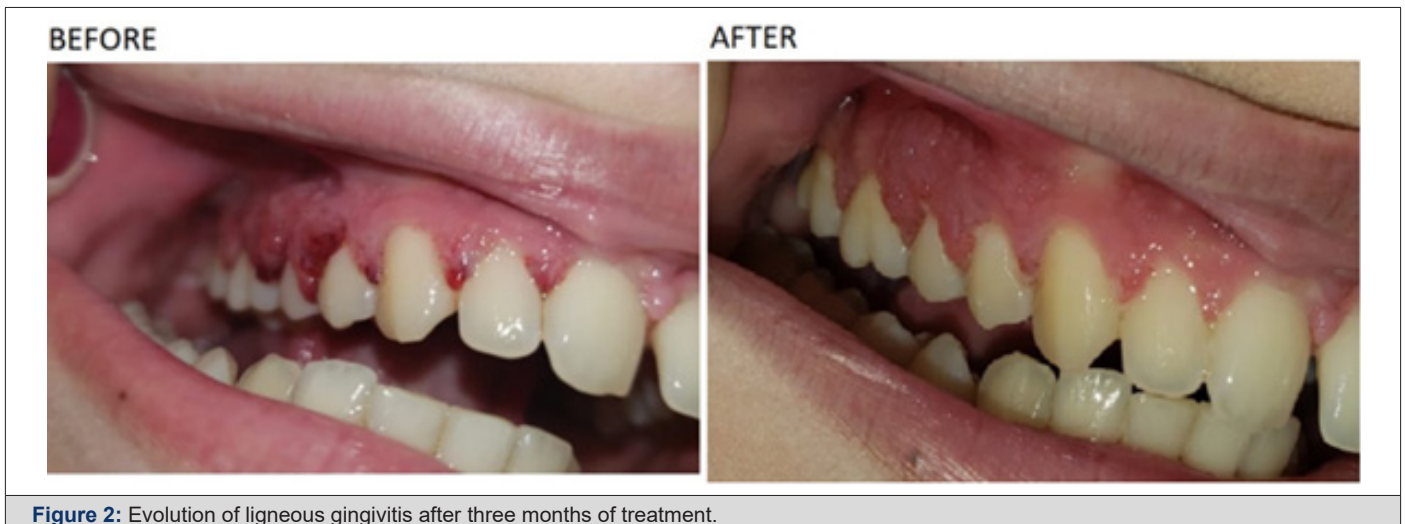 BEFORE
AFTER
Figure 2: Evolution of ligneous gingivitis after three months of treatment.